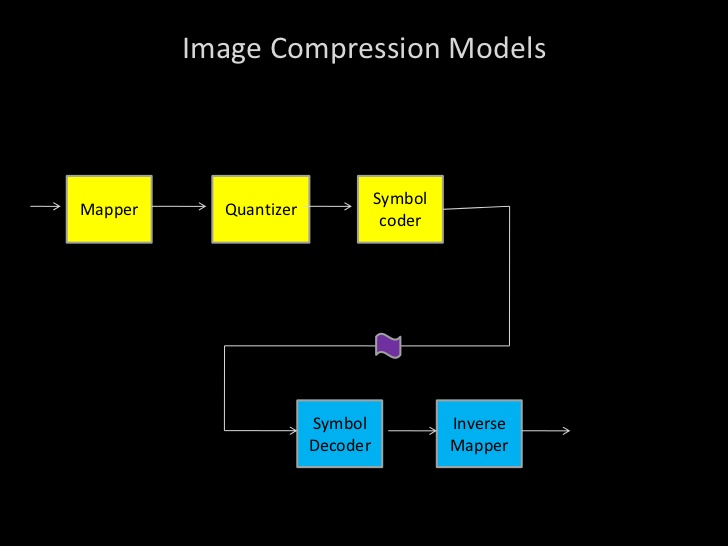 Image Compression Models
Mapper
Quantizer
Symbol
coder
Symbol
Decoder
Inverse
Mapper